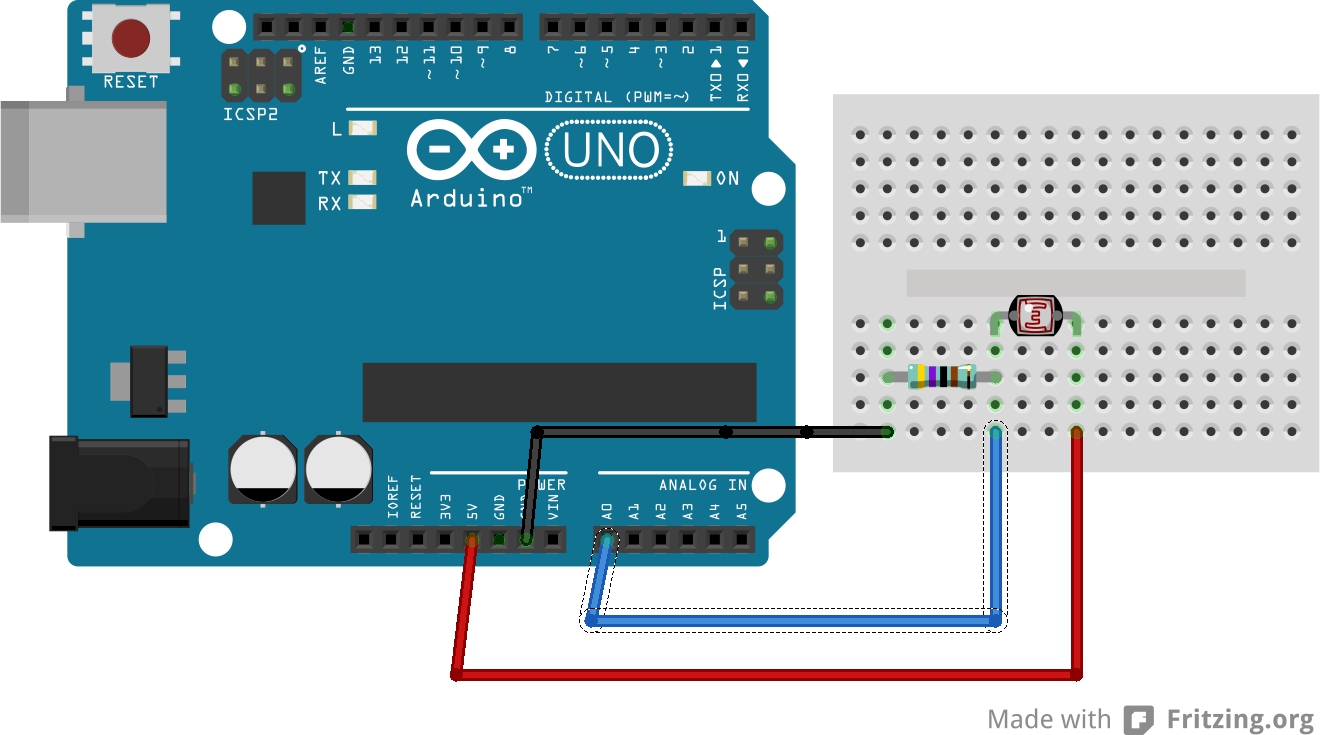 RESET
ICSP2
AREF
GND
13
12
~11
~10
~9
8
7
~6
~5
4
~3
2
TX0▶1
RX0◀0
DIGITAL (PWM=~)
L
TX
RX
UNO
Arduino™
ON
1
ICSP
POWER
ANALOG IN
IOREF
RESET
3V3
5V
GND
VIN
A0
A1
A2
A3
A4
A5
Made with Fritzing.org